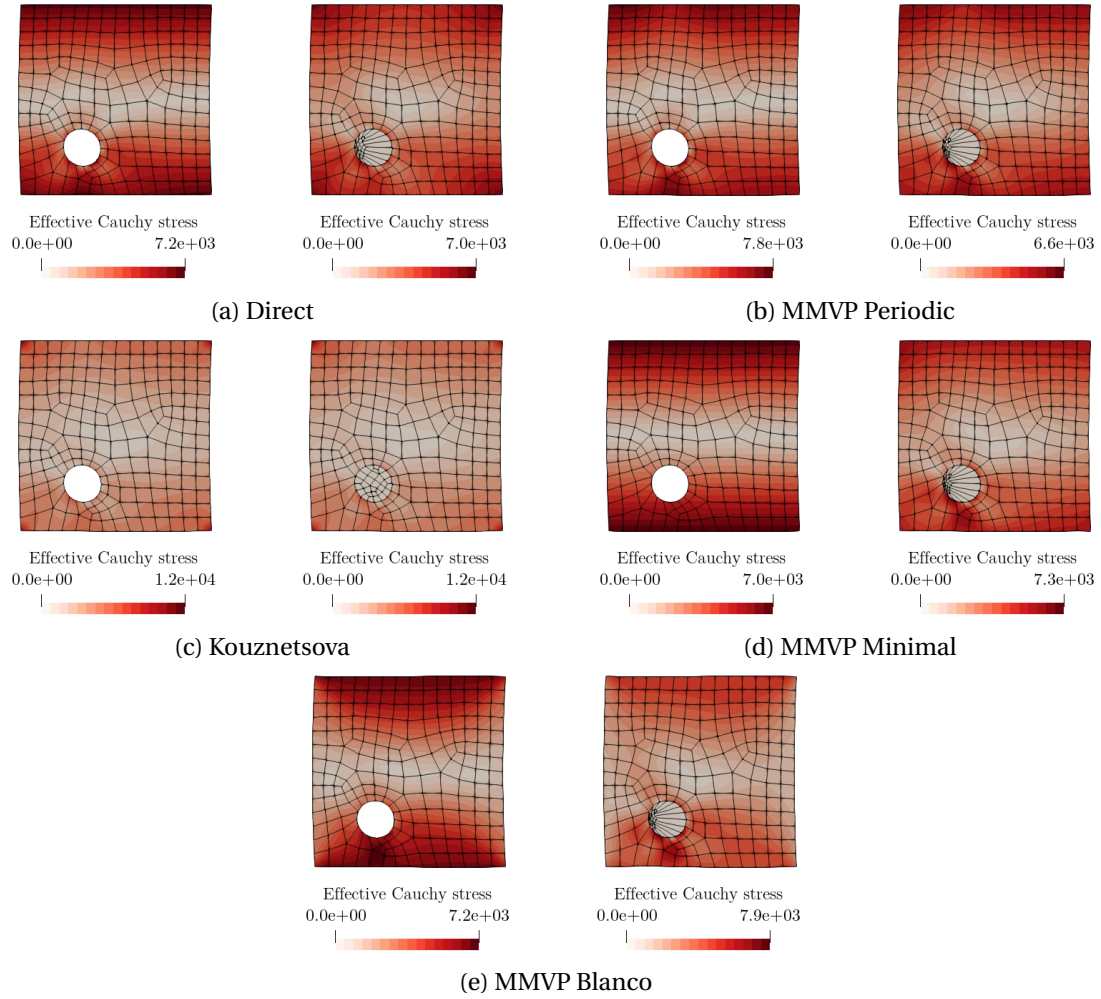 Effective Cauchy stress
0.0e+00 7.2e+03
Effective Cauchy stress
0.0e+00 7.0e+03
(a) Direct
Effective Cauchy stress
0.0e+00 7.8e+03
Effective Cauchy stress
0.0e+00 6.6e+03
(b) MMVP Periodic
Effective Cauchy stress
0.0e+00 1.2e+04
Effective Cauchy stress
0.0e+00 1.2e+04
(c) Kouznetsova
Effective Cauchy stress
0.0e+00 7.0e+03
Effective Cauchy stress
0.0e+00 7.3e+03
(d) MMVP Minimal
Effective Cauchy stress
0.0e+00 7.2e+03
Effective Cauchy stress
0.0e+00 7.9e+03
(e) MMVP Blanco